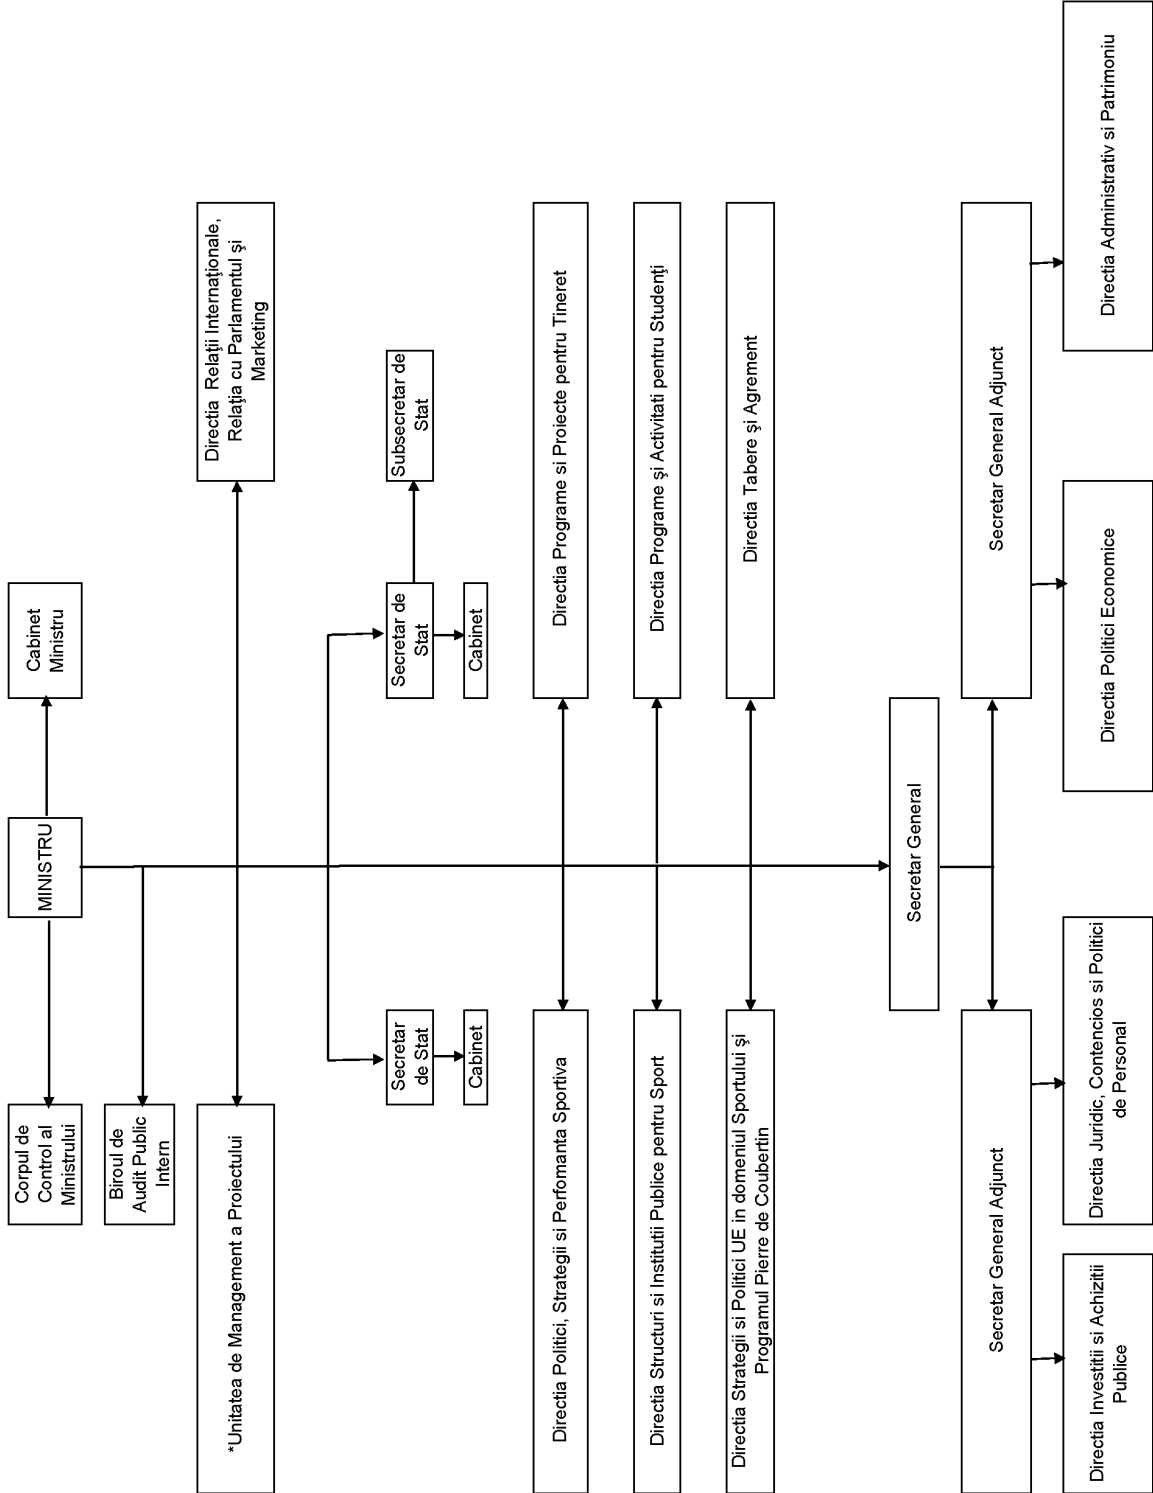 Corpul de
Control al
Ministrului
MINISTRU
Cabinet
Ministru
Biroul de
Audit Public
Intern
*Unitatea de Management a Proiectului
Directia  Relaţii Internaţionale,
Relaţia cu Parlamentul şi
Marketing
Secretar
de Stat
Secretar de
Stat
Subsecretar de
Stat
Cabinet
Cabinet
Directia Politici, Strategii si Perfomanta Sportiva
Directia Programe si Proiecte pentru Tineret
Directia Structuri si Institutii Publice pentru Sport
Directia Programe şi Activitati pentru Studenţi
Directia Strategii si Politici UE in domeniul Sportului şi
Programul Pierre de Coubertin
Directia Tabere şi Agrement
Secretar General
Secretar General Adjunct
Secretar General Adjunct
Directia Investitii si Achizitii
Publice
Directia Juridic, Contencios si Politici
de Personal
Directia Politici Economice
Directia Administrativ si Patrimoniu